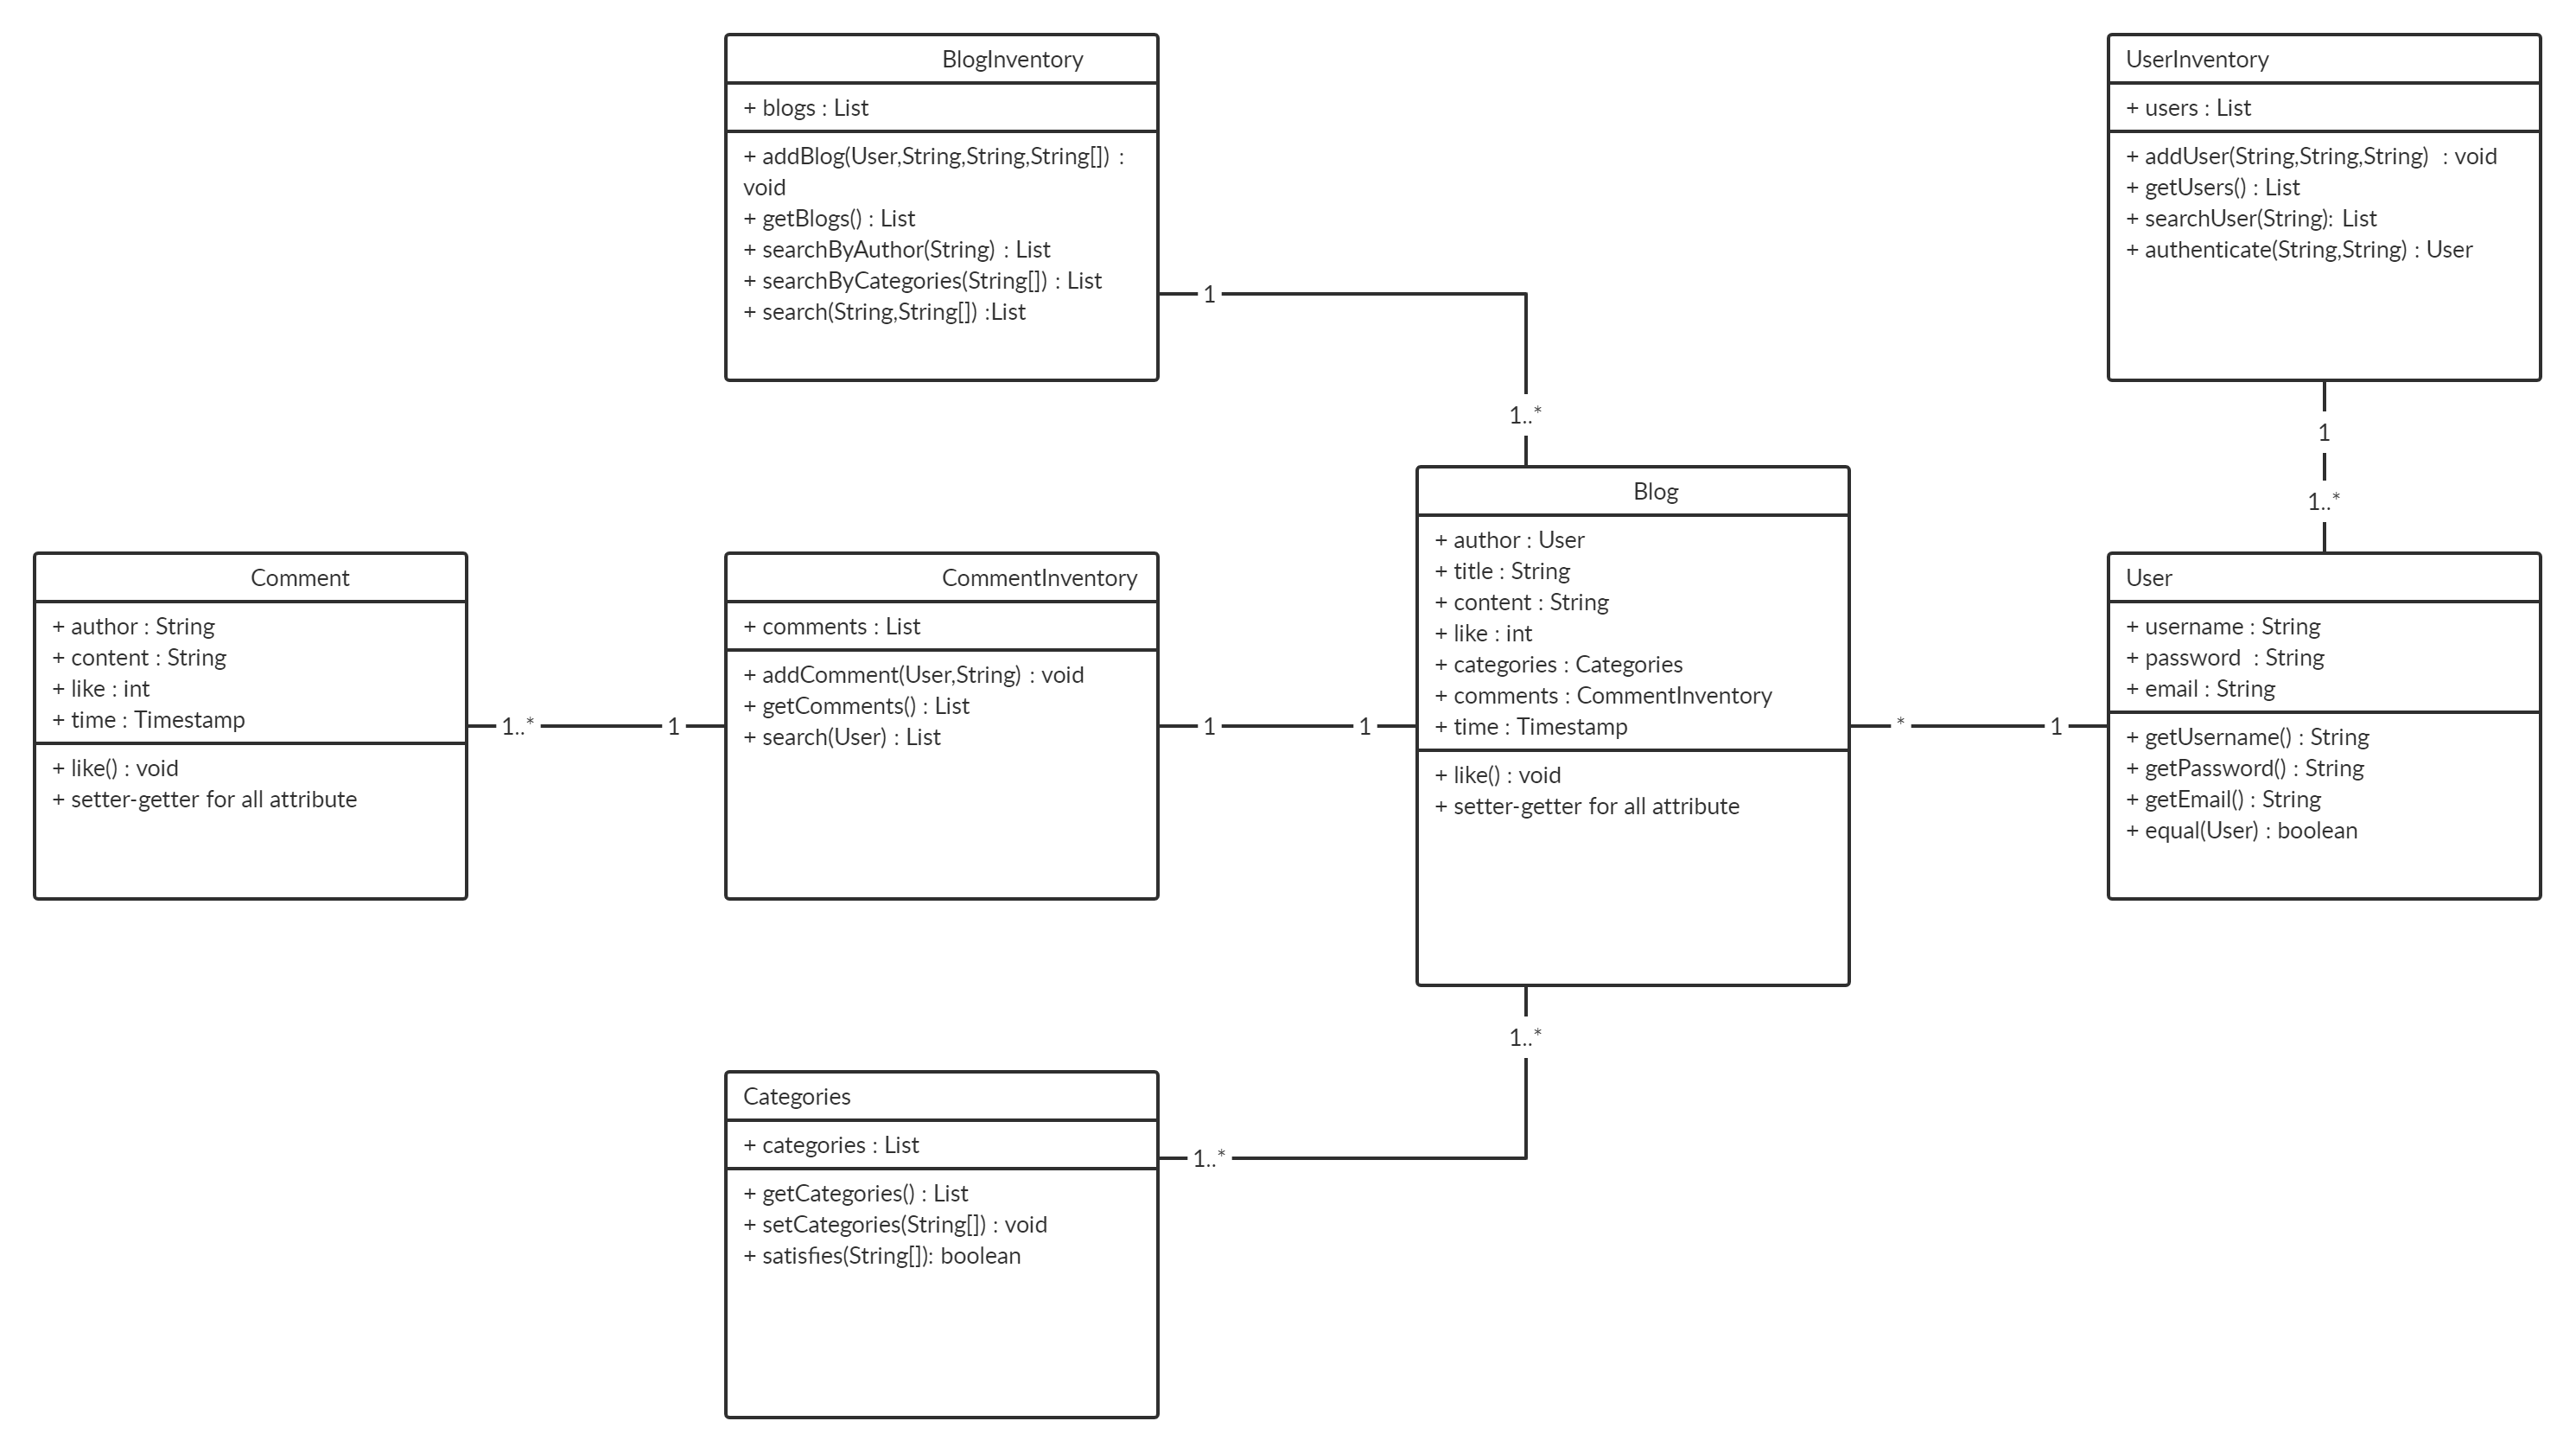 BlogInventory
+ blogs : List
+ addBlog(User,String,String,String[]) :
void
+ getBlogs() : List
+ searchByAuthor(String) : List
+ searchByCategories(String[]) : List
+ search(String,String[]) :List
1
1..*
UserInventory
+ users : List
+ addUser(String,String,String) : void
+ getUsers() : List
+ searchUser(String): List
+ authenticate(String,String) : User
1
1..*
Comment
+ author : String
+ content : String
+ like : int
+ time : Timestamp
+ like() : void
+ setter-getter for all attribute
1..*
1
CommentInventory
+ comments : List
+ addComment(User,String) : void
+ getComments() : List
+ search(User) : List
1
1
Blog
+ author : User
+ title : String
+ content : String
+ like : int
+ categories : Categories
+ comments : CommentInventory
+ time : Timestamp
+ like() : void
+ setter-getter for all attribute
*
1
User
+ username : String
+ password : String
+ email : String
+ getUsername() : String
+ getPassword() : String
+ getEmail() : String
+ equal(User) : boolean
1..*
1..*
Categories
+ categories : List
+ getCategories() : List
+ setCategories(String[]) : void
+ satisfies(String[]): boolean